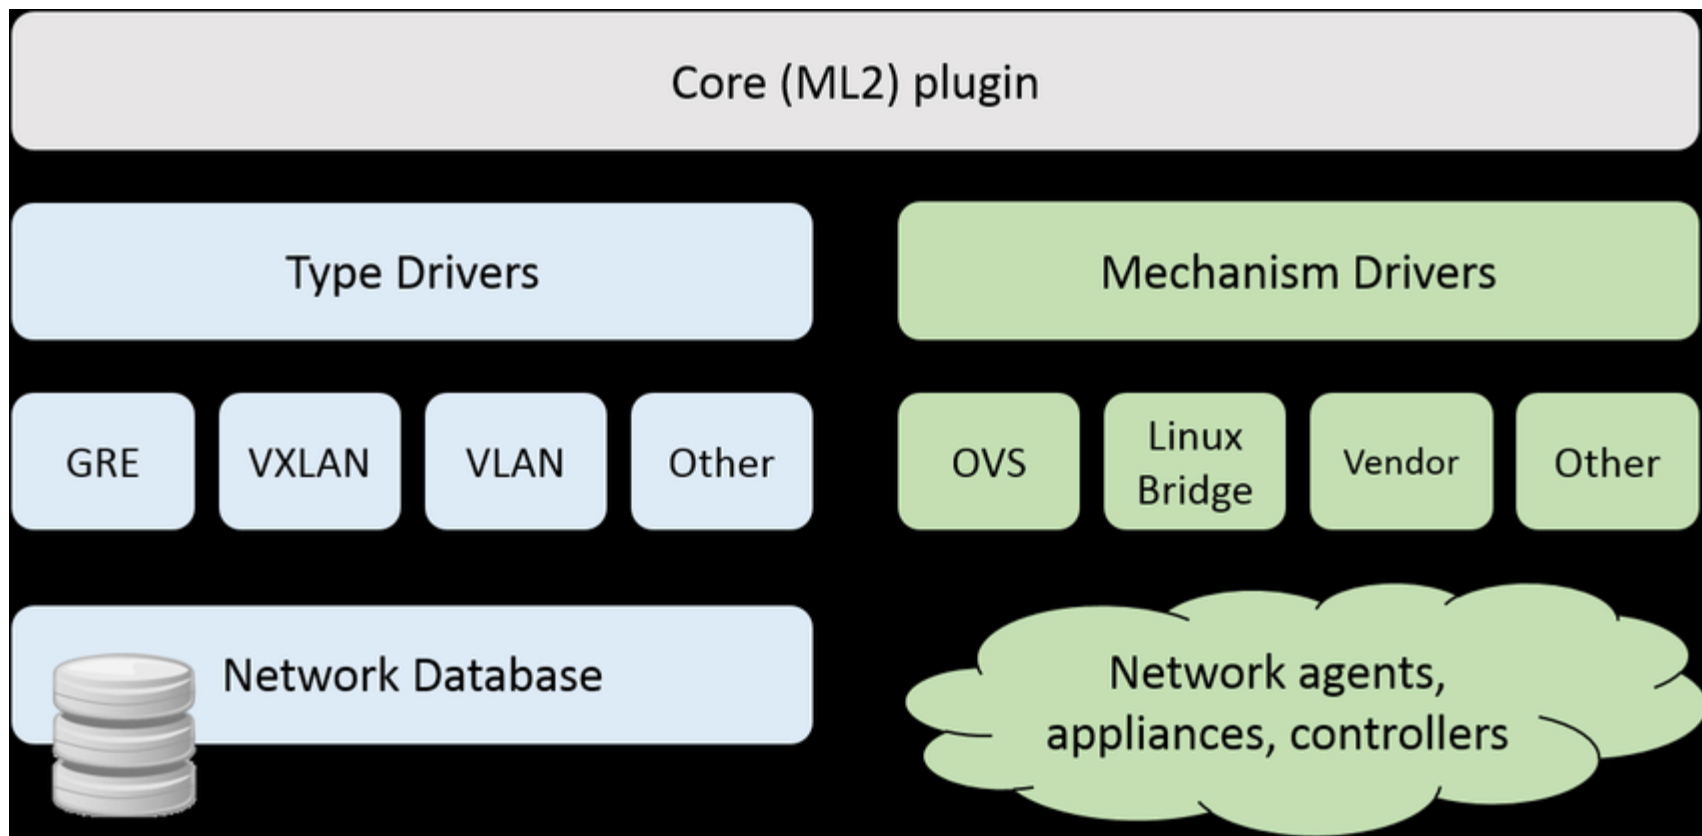 Core (ML2) plugin
Type Drivers
Mechanism Drivers
GRE
VXLAN
VLAN
Other
OVS
Linux
Bridge
Vendor
Other
Network Database
Network agents,
appliances, controllers